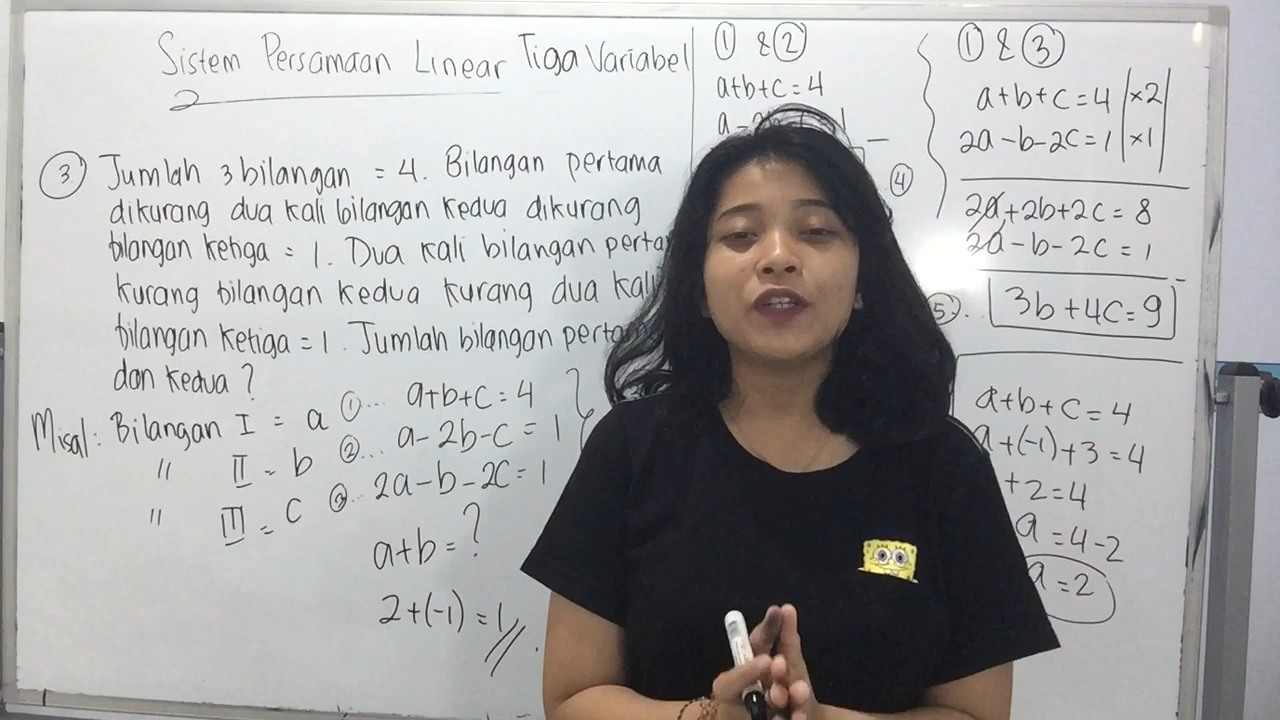 Sistem Persamaan Linear Tiga Variabel
3. Jumlah 3 bilangan = 4. Bilangan pertama
dikurang dua kali bilangan kedua dikurang
bilangan ketiga = 1. Dua kali bilangan
kurang bilangan kedua kurang dua kali
bilangan ketiga = 1. Jumlah bilangan
dan kedua?
Misal: Bilangan I = a
" II = b
" III = c
① ... a+b+c = 4
② ... a-2b-c = 1
③ ... 2a-b-2c = 1
a+b = ?
2+(-1) = 1
① & ②
a+b+c = 4
④
① & ③
a+b+c = 4 |×2|
2a-b-2c = 1 |×1|
2a+2b+2c = 8
2a-b-2c = 1 -
⑤. 3b+4c = 9
a+b+c = 4
a+(-1)+3 = 4
+2 = 4
a = 4-2
a = 2